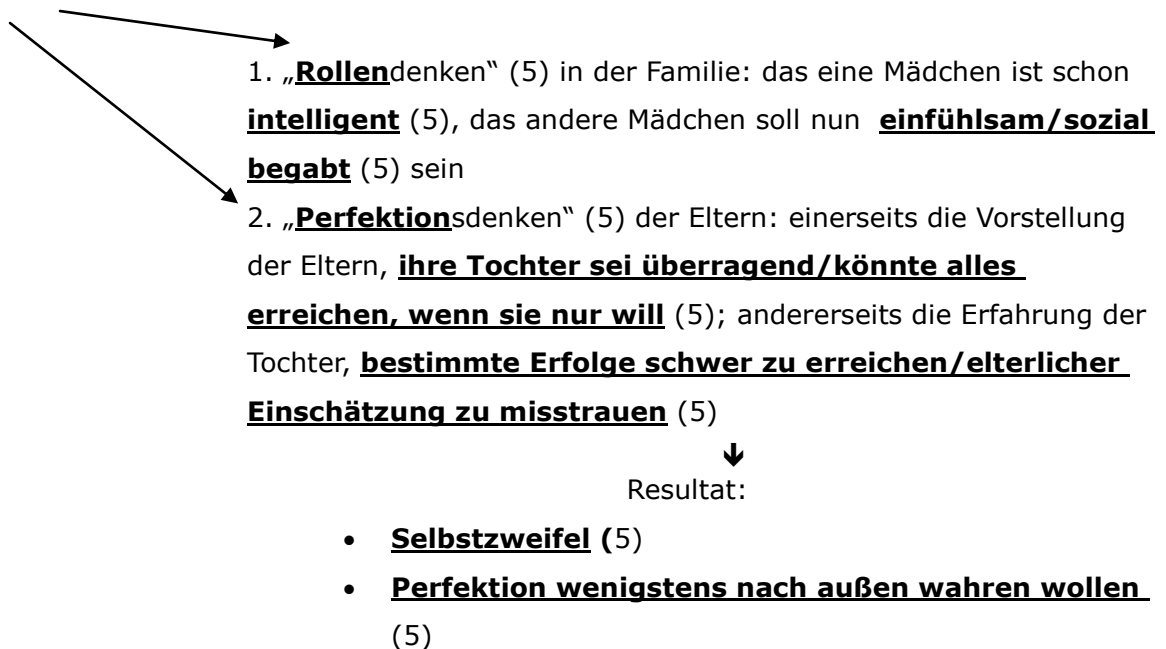 1. „Rollendenken“ (5) in der Familie: das eine Mädchen ist schon
intelligent (5), das andere Mädchen soll nun  einfühlsam/sozial
begabt (5) sein
2. „Perfektionsdenken“ (5) der Eltern: einerseits die Vorstellung
der Eltern, ihre Tochter sei überragend/könnte alles
erreichen, wenn sie nur will (5); andererseits die Erfahrung der
Tochter, bestimmte Erfolge schwer zu erreichen/elterlicher
Einschätzung zu misstrauen (5)
Resultat:
• Selbstzweifel (5)
• Perfektion wenigstens nach außen wahren wollen
(5)